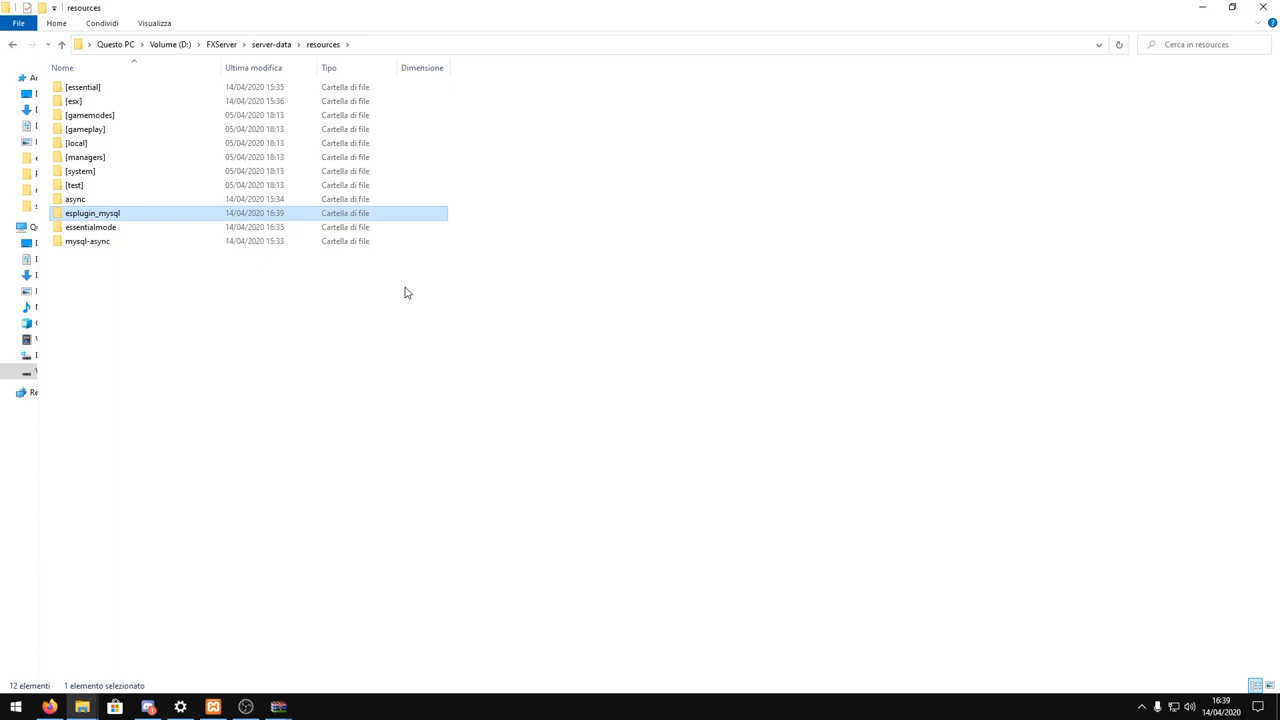 resources
File Home Condividi Visualizza
Questo PC Volume (D:) FXServer server-data resources
Cerca in resources
Nome Ultima modifica Tipo Dimensione
[essential] 14/04/2020 15:35 Cartella di file
[esx] 14/04/2020 15:36 Cartella di file
[gamemodes] 05/04/2020 18:13 Cartella di file
[gameplay] 05/04/2020 18:13 Cartella di file
[local] 05/04/2020 18:13 Cartella di file
[managers] 05/04/2020 18:13 Cartella di file
[system] 05/04/2020 18:13 Cartella di file
[test] 05/04/2020 18:13 Cartella di file
async 14/04/2020 15:34 Cartella di file
esplugin_mysql 14/04/2020 16:39 Cartella di file
essentialmode 14/04/2020 16:35 Cartella di file
mysql-async 14/04/2020 15:33 Cartella di file
12 elementi 1 elemento selezionato
16:39
14/04/2020